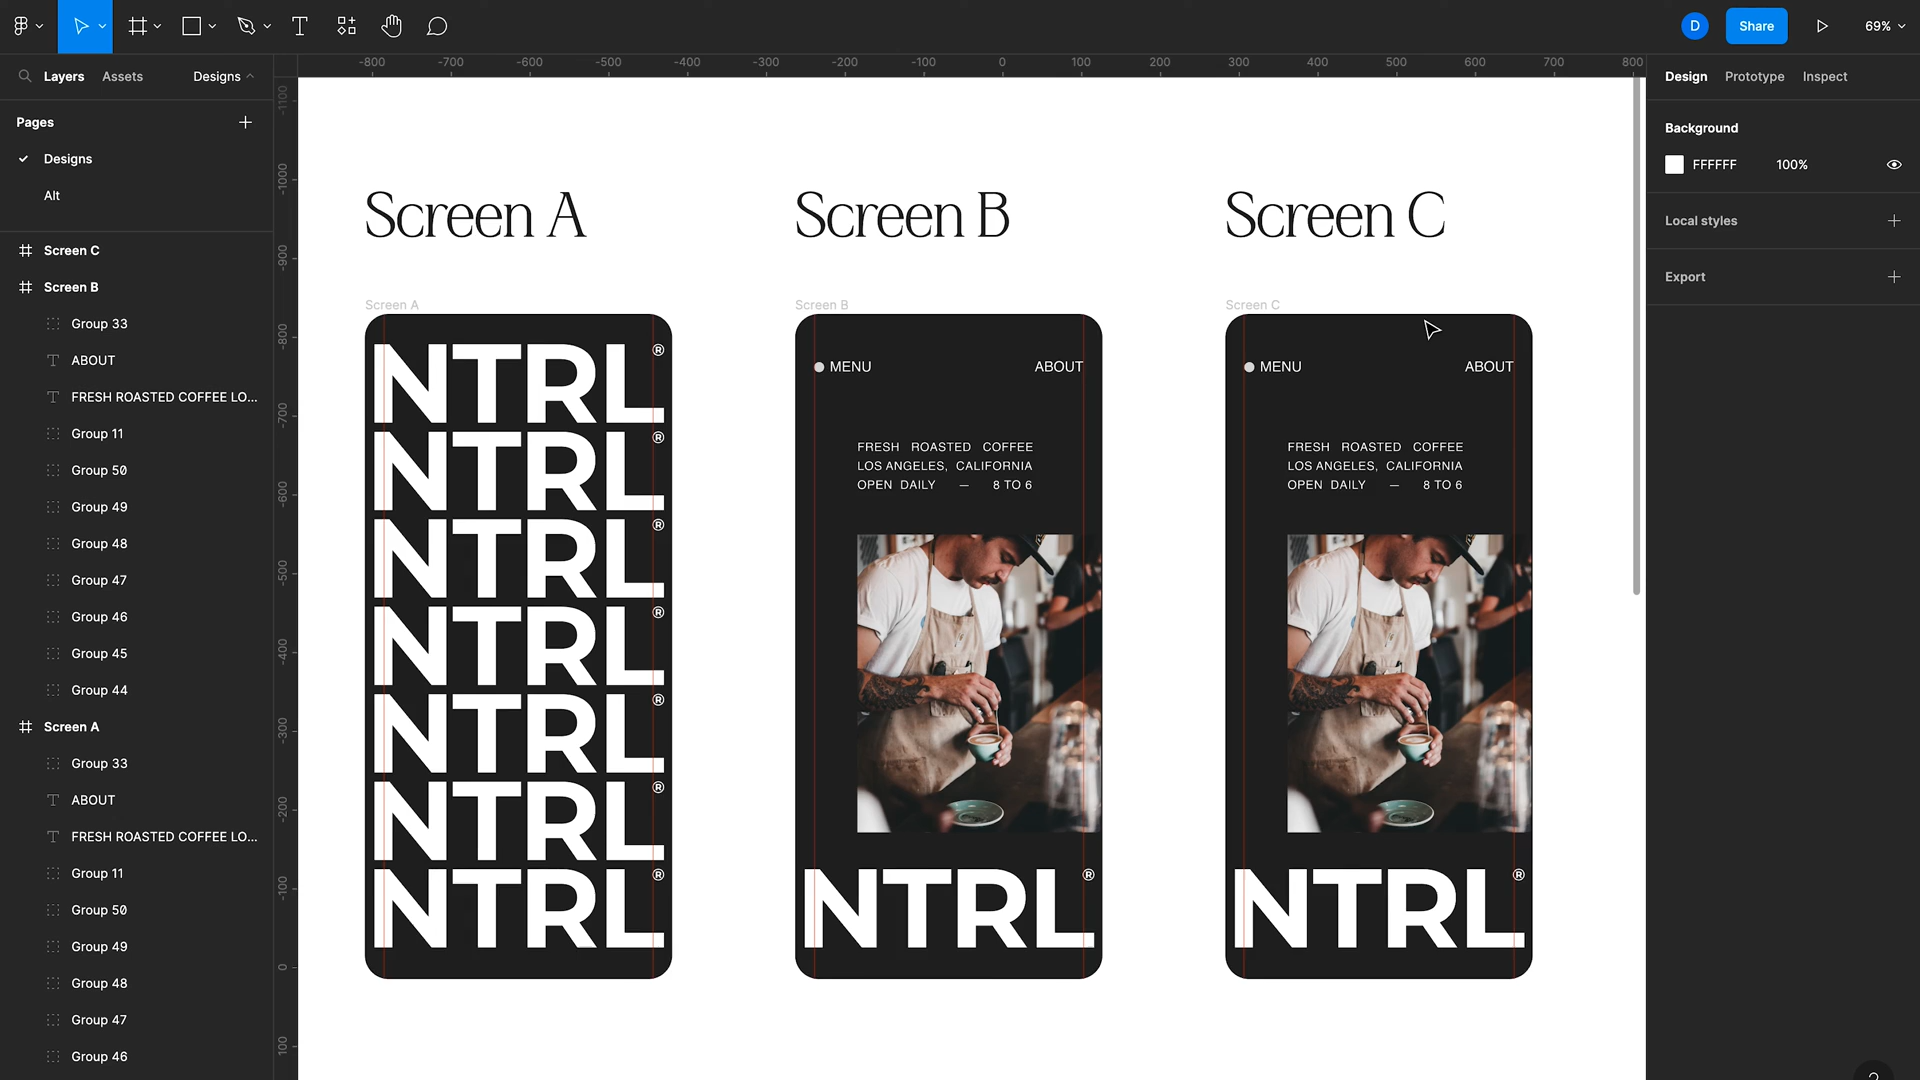 D
Share
69%
Layers
Assets
Designs
Design
Prototype
Inspect
-800
-700
-600
-500
-400
-300
-200
-100
0
100
200
300
400
500
600
700
800
Pages
Designs
Alt
Screen C
Screen B
Group 33
ABOUT
FRESH ROASTED COFFEE LO...
Group 11
Group 50
Group 49
Group 48
Group 47
Group 46
Group 45
Group 44
Screen A
Group 33
ABOUT
FRESH ROASTED COFFEE LO...
Group 11
Group 50
Group 49
Group 48
Group 47
Group 46
-1100
-1000
-900
-800
-700
-600
-500
-400
-300
-200
-100
0
100
Screen A
Screen A
NTRL®
NTRL®
NTRL®
NTRL®
NTRL®
NTRL®
NTRL®
Screen B
Screen B
MENU
ABOUT
FRESH ROASTED COFFEE
LOS ANGELES, CALIFORNIA
OPEN DAILY — 8 TO 6
NTRL®
Screen C
Screen C
MENU
ABOUT
FRESH ROASTED COFFEE
LOS ANGELES, CALIFORNIA
OPEN DAILY — 8 TO 6
NTRL®
Background
FFFFFF
100%
Local styles
Export
?